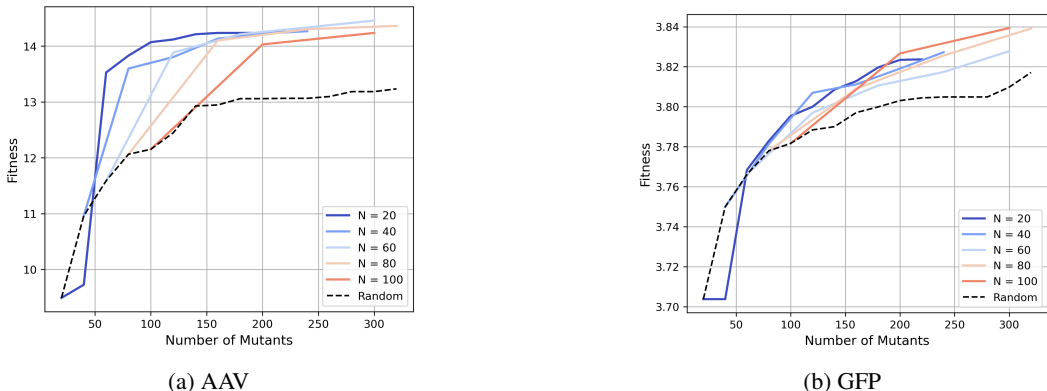 14
13
12
11
10
Fitness
50 100 150 200 250 300
Number of Mutants
N = 20
N = 40
N = 60
N = 80
N = 100
Random
(a) AAV
3.84
3.82
3.80
3.78
3.76
3.74
3.72
3.70
Fitness
50 100 150 200 250 300
Number of Mutants
N = 20
N = 40
N = 60
N = 80
N = 100
Random
(b) GFP